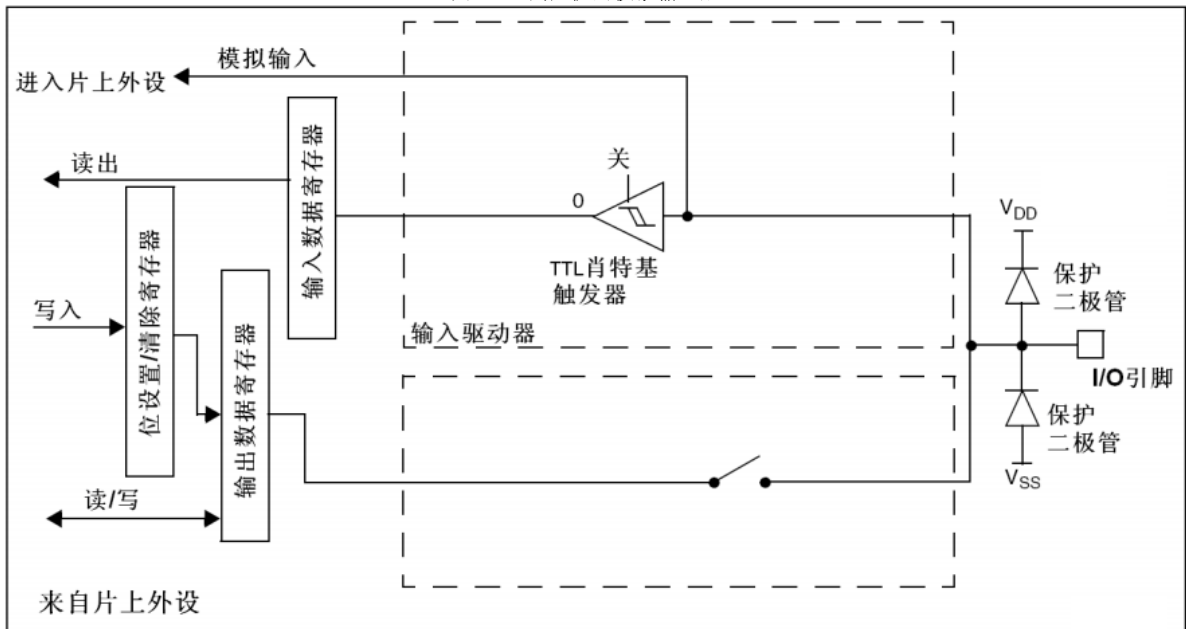 模拟输入
进入片上外设
读出
输入数据寄存器
关
0
TTL肖特基
触发器
输入驱动器
VDD
保护
二极管
I/O引脚
保护
二极管
VSS
写入
位设置/清除寄存器
输出数据寄存器
读/写
来自片上外设